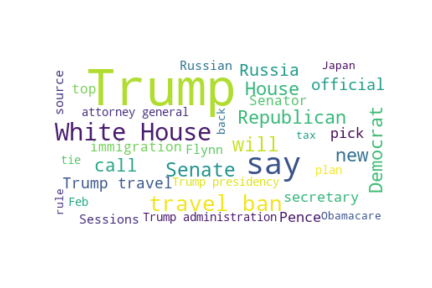 Russian
Japan
Trump
Russia
source
top
House
official
Senator
attorney general
back
Republican
White House
tax
pick
Democrat
immigration
Flynn
will
tie
call
Senate
say
new
Trump travel
Trump presidency
plan
rule
Feb
travel ban
secretary
Sessions
Trump administration
Pence
Obamacare